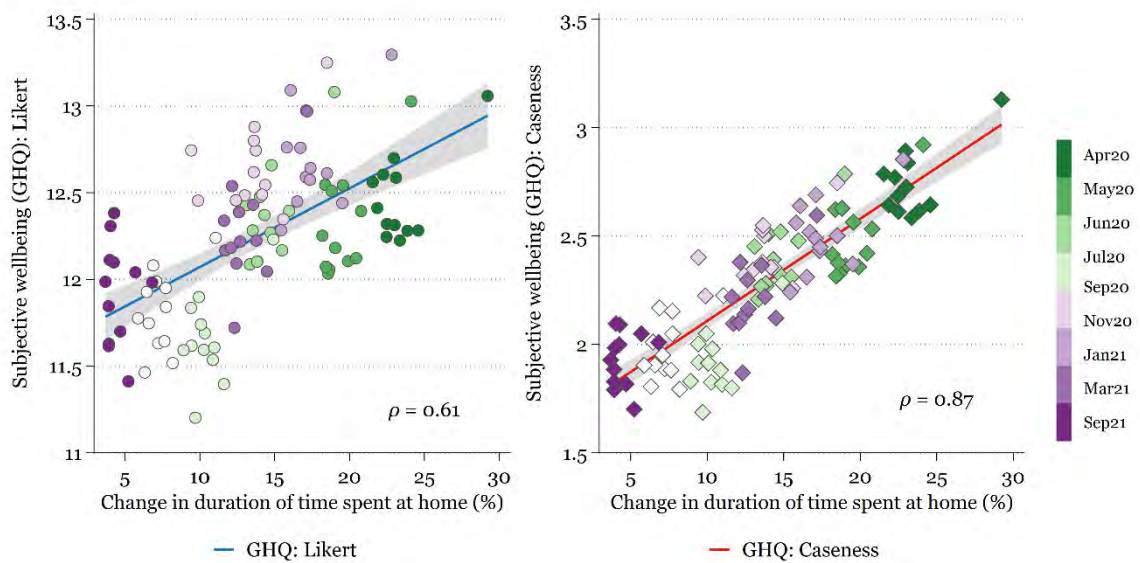 Subjective wellbeing (GHQ): Likert
13.5
13
12.5
12
11.5
11
ρ = 0.61
5 10 15 20 25 30
Change in duration of time spent at home (%)
GHQ: Likert
Subjective wellbeing (GHQ): Caseness
3.5
3
2.5
2
1.5
ρ = 0.87
5 10 15 20 25 30
Change in duration of time spent at home (%)
GHQ: Caseness
Apr20
May20
Jun20
Jul20
Sep20
Nov20
Jan21
Mar21
Sep21